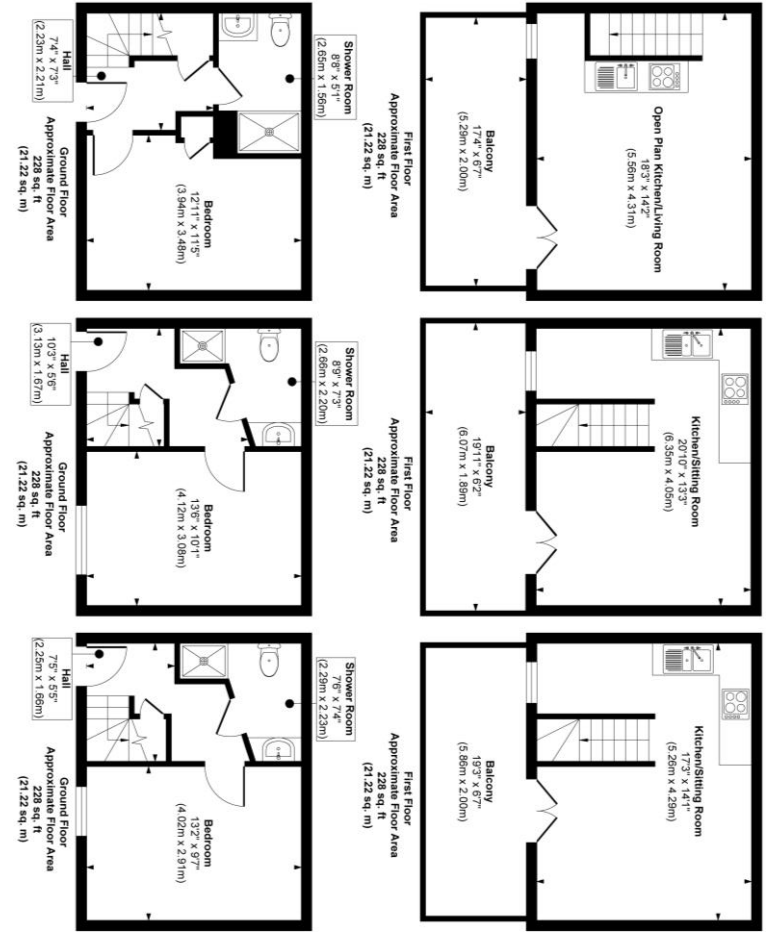 Shower Room
8'8" x 5'1"
(2.65m x 1.56m)
Bedroom
12'11" x 11'5"
(3.94m x 3.48m)
Hall
7'4" x 7'3"
(2.23m x 2.21m)
Ground Floor
Approximate Floor Area
228 sq. ft
(21.22 sq. m)
Open Plan Kitchen/Living Room
18'3" x 14'2"
(5.56m x 4.31m)
Balcony
17'4" x 6'7"
(5.29m x 2.00m)
First Floor
Approximate Floor Area
228 sq. ft
(21.22 sq. m)
Shower Room
8'9" x 7'3"
(2.66m x 2.20m)
Bedroom
13'6" x 10'1"
(4.12m x 3.08m)
Hall
10'3" x 5'6"
(3.13m x 1.67m)
Ground Floor
Approximate Floor Area
228 sq. ft
(21.22 sq. m)
Kitchen/Sitting Room
20'10" x 13'3"
(6.35m x 4.05m)
Balcony
19'11" x 6'2"
(6.07m x 1.89m)
First Floor
Approximate Floor Area
228 sq. ft
(21.22 sq. m)
Shower Room
7'6" x 7'4"
(2.29m x 2.23m)
Bedroom
13'2" x 9'7"
(4.02m x 2.91m)
Hall
7'5" x 5'5"
(2.25m x 1.66m)
Ground Floor
Approximate Floor Area
228 sq. ft
(21.22 sq. m)
Kitchen/Sitting Room
17'3" x 14'1"
(5.26m x 4.29m)
Balcony
19'3" x 6'7"
(5.86m x 2.00m)
First Floor
Approximate Floor Area
228 sq. ft
(21.22 sq. m)